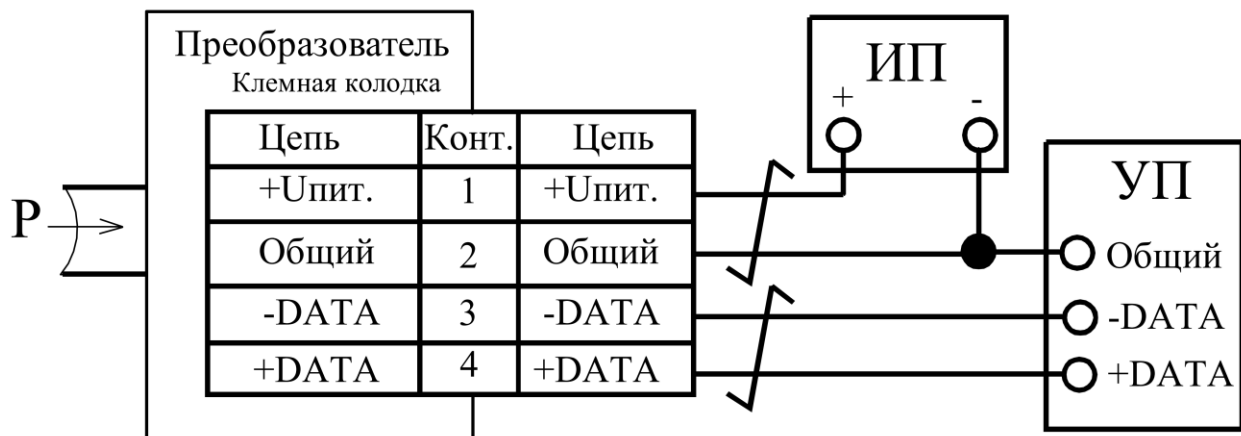 Преобразователь
Клемная колодка
Цепь Конт. Цепь
+Uпит. 1 +Uпит.
Общий 2 Общий
-DATA 3 -DATA
+DATA 4 +DATA
P
ИП
+ -
УП
Общий
-DATA
+DATA